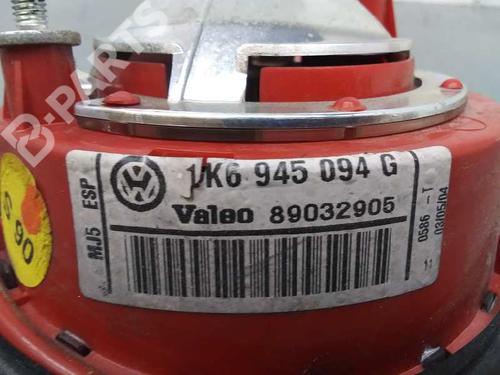 B-PARTS
1K6 945 094 G
Valeo 89032905
MJ5 ESP
0586 - T
03/05/04
11
S 90